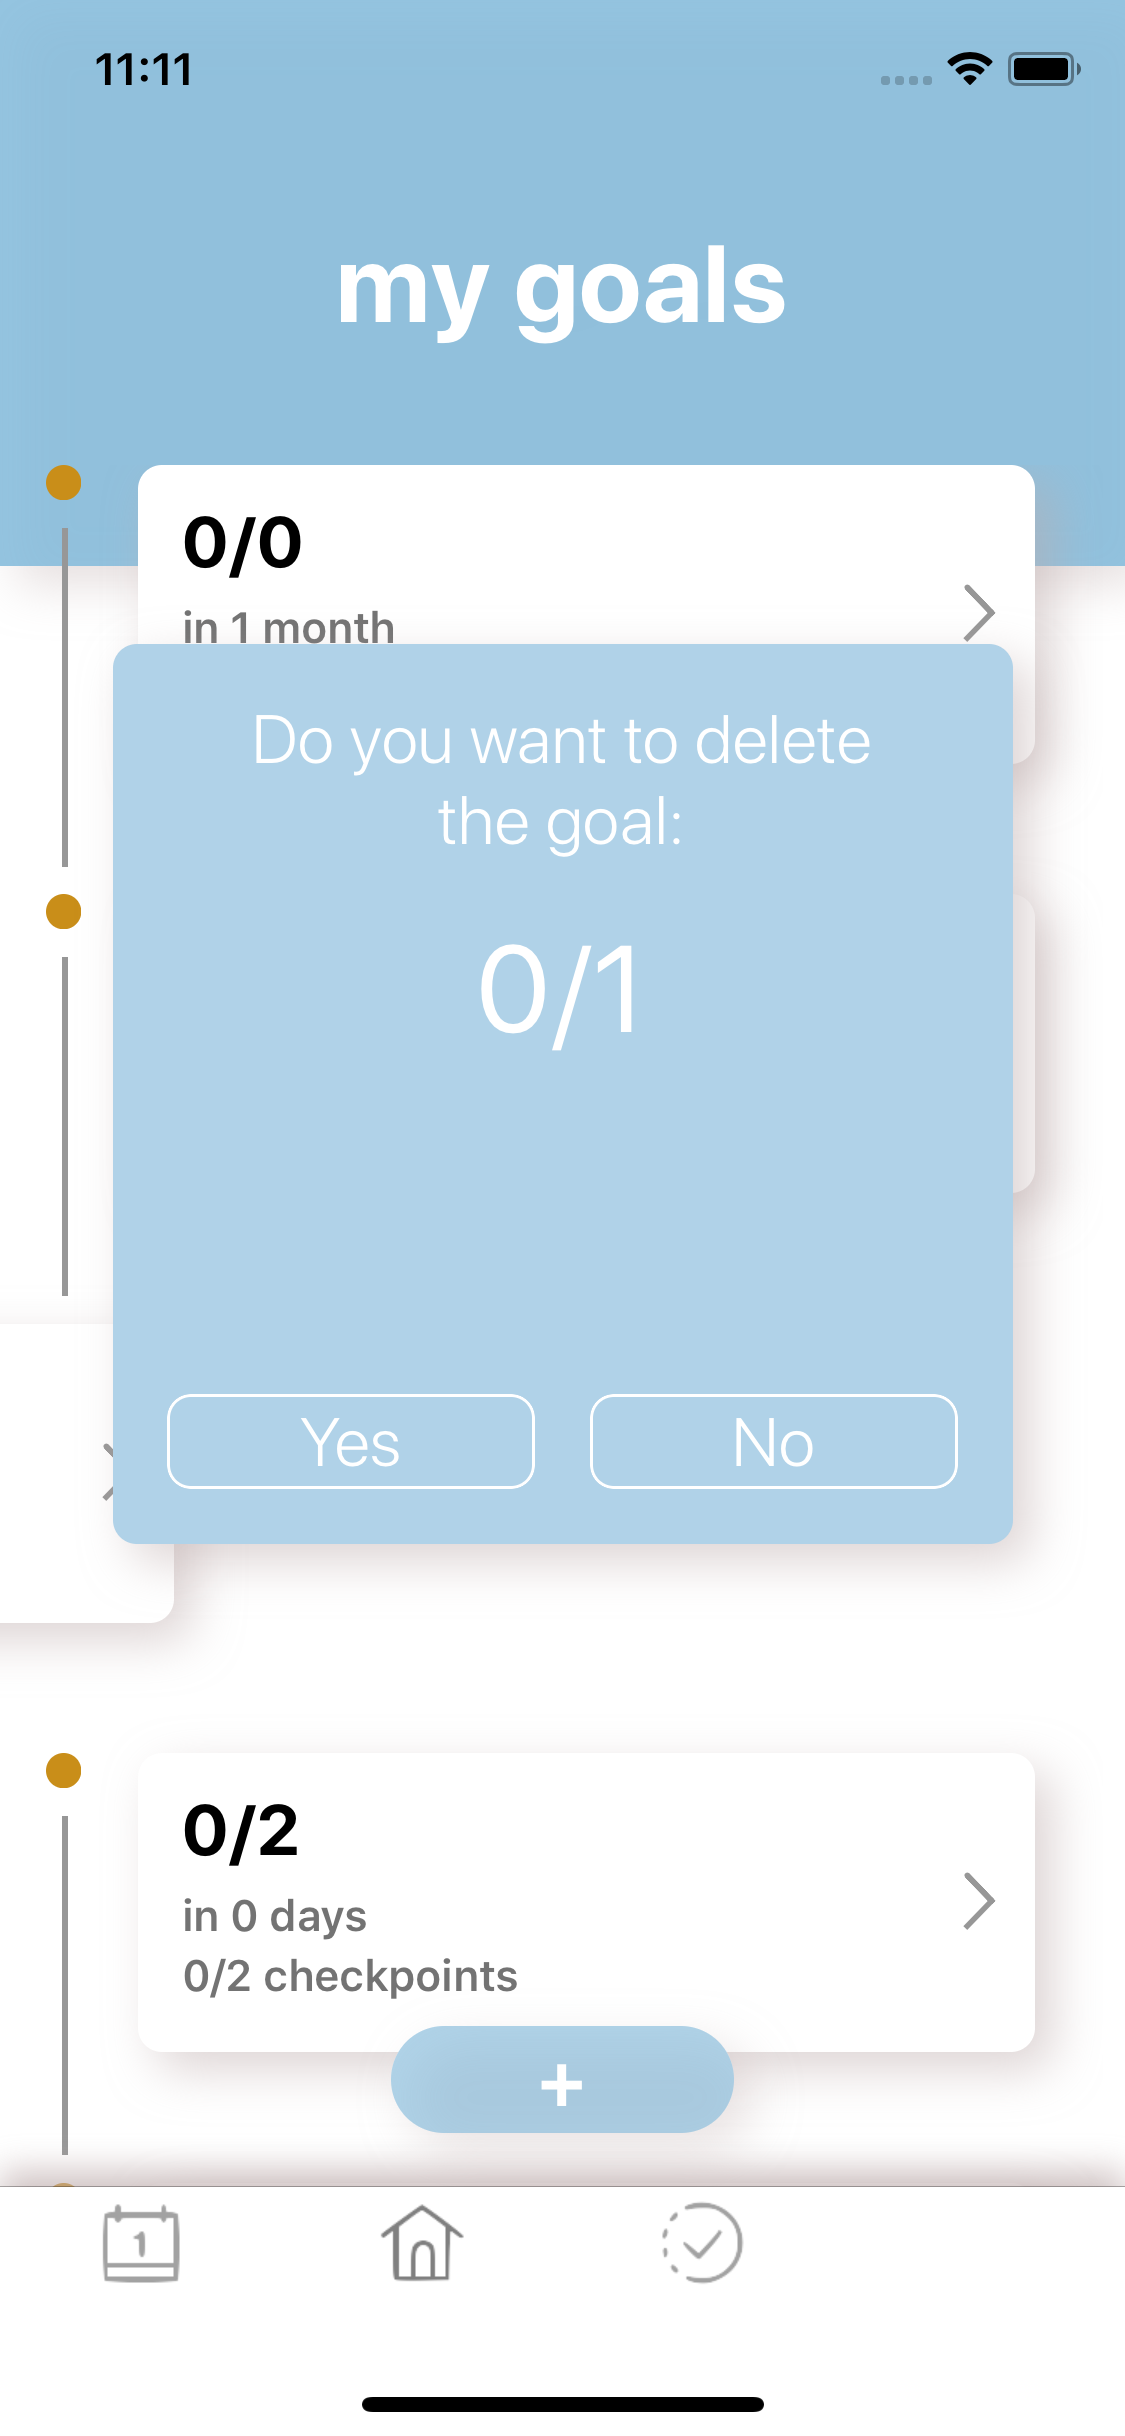 11:11
my goals
0/0
in 1 month
Do you want to delete
the goal:
0/1
Yes
No
0/2
in 0 days
0/2 checkpoints
+
1